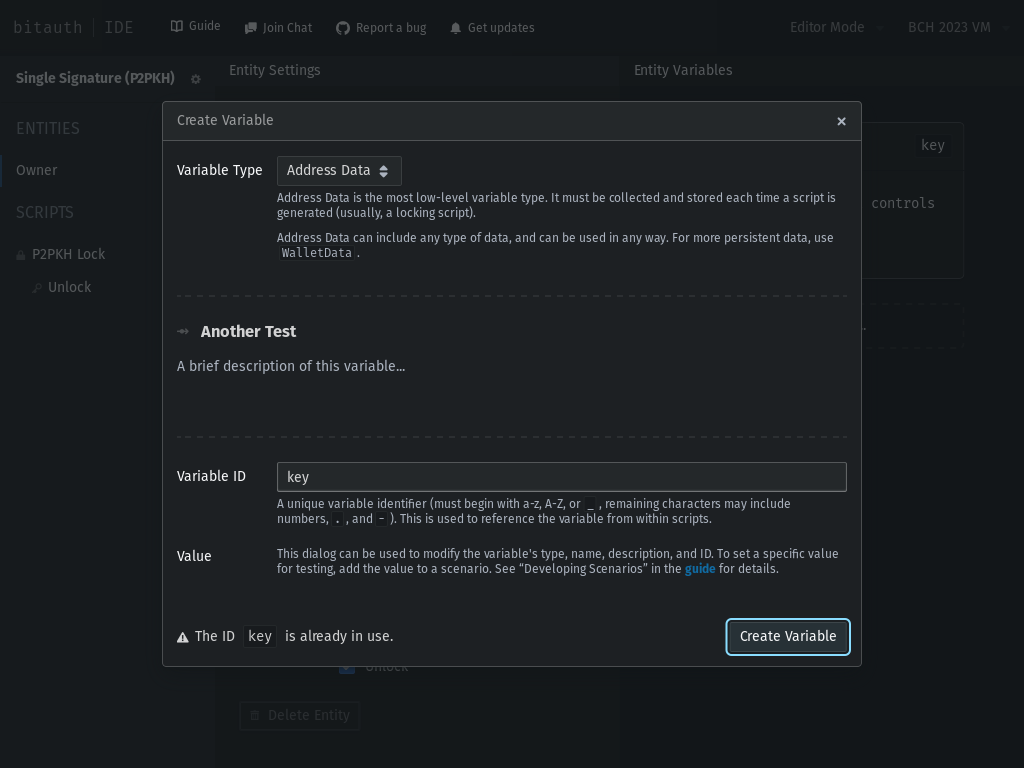 bitauth | IDE
Guide
Join Chat
Report a bug
Get updates
Editor Mode
BCH 2023 VM
Single Signature (P2PKH)
Entity Settings
Entity Variables
ENTITIES
Owner
SCRIPTS
P2PKH Lock
Unlock
key
controls
Create Variable
Variable Type
Address Data
Address Data is the most low-level variable type. It must be collected and stored each time a script is
generated (usually, a locking script).
Address Data can include any type of data, and can be used in any way. For more persistent data, use
WalletData .
Another Test
A brief description of this variable...
Variable ID
key
A unique variable identifier (must begin with a-z, A-Z, or _ , remaining characters may include
numbers, . , and - ). This is used to reference the variable from within scripts.
Value
This dialog can be used to modify the variable's type, name, description, and ID. To set a specific value
for testing, add the value to a scenario. See “Developing Scenarios” in the guide for details.
The ID key is already in use.
Create Variable
Unlock
Delete Entity